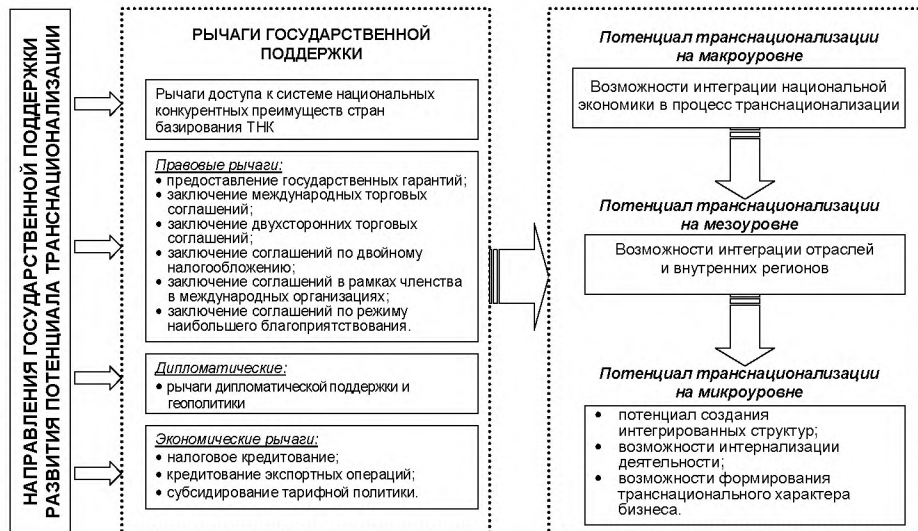 НАПРАВЛЕНИЯ ГОСУДАРСТВЕННОЙ ПОДДЕРЖКИ
РАЗВИТИЯ ПОТЕНЦИАЛА ТРАНСНАЦИОНАЛИЗАЦИИ
РЫЧАГИ ГОСУДАРСТВЕННОЙ
ПОДДЕРЖКИ
Рычаги доступа к системе национальных
конкурентных преимуществ стран
базирования ТНК
Правовые рычаги:
• предоставление государственных гарантий;
• заключение международных торговых
соглашений;
• заключение двухсторонних торговых
соглашений;
• заключение соглашений по двойному
налогообложению;
• заключение соглашений в рамках членства
в международных организациях;
• заключение соглашений по режиму
наибольшего благоприятствования.
Дипломатические:
• рычаги дипломатической поддержки и
геополитики
Экономические рычаги:
• налоговое кредитование;
• кредитование экспортных операций;
• субсидирование тарифной политики.
Потенциал транснационализации
на макроуровне
Возможности интеграции национальной
экономики в процесс транснационализации
Потенциал транснационализации
на мезоуровне
Возможности интеграции отраслей
и внутренних регионов
Потенциал транснационализации
на микроуровне
• потенциал создания
интегрированных структур;
• возможности интернализации
деятельности;
• возможности формирования
транснационального характера
бизнеса.